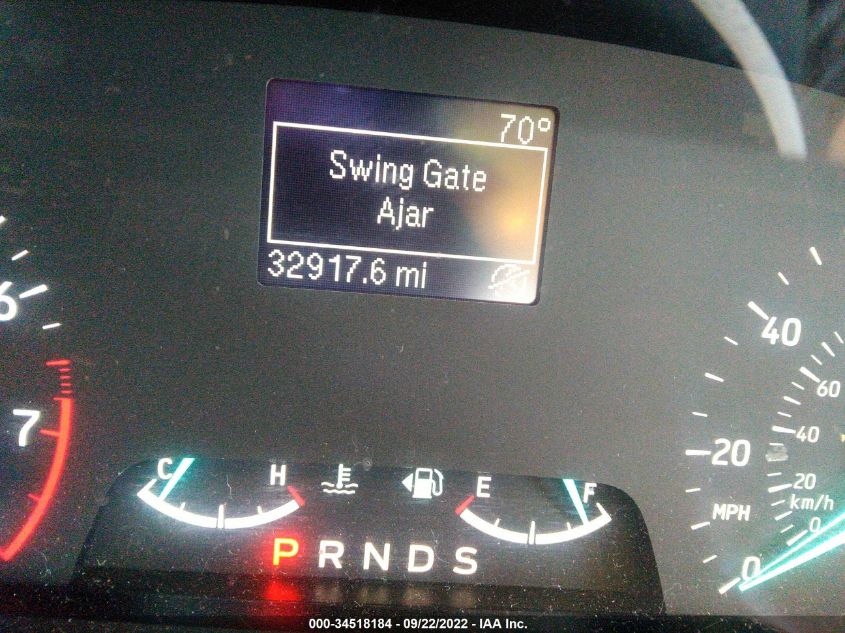 70°
Swing Gate
Ajar
32917.6 mi
6
7
40
60
40
20
20
km/h
MPH
0
0
C H
E F
P R N D S
000-34518184 - 09/22/2022 - IAA Inc.